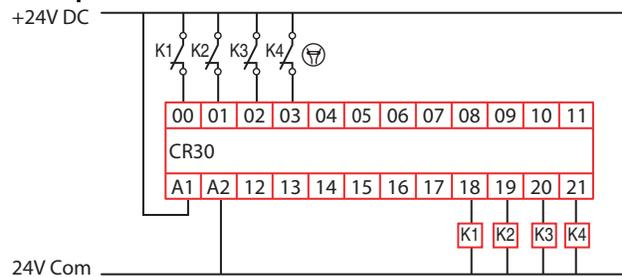 +24V DC
K1 K2 K3 K4
00 01 02 03 04 05 06 07 08 09 10 11
CR30
A1 A2 12 13 14 15 16 17 18 19 20 21
K1 K2 K3 K4
24V Com